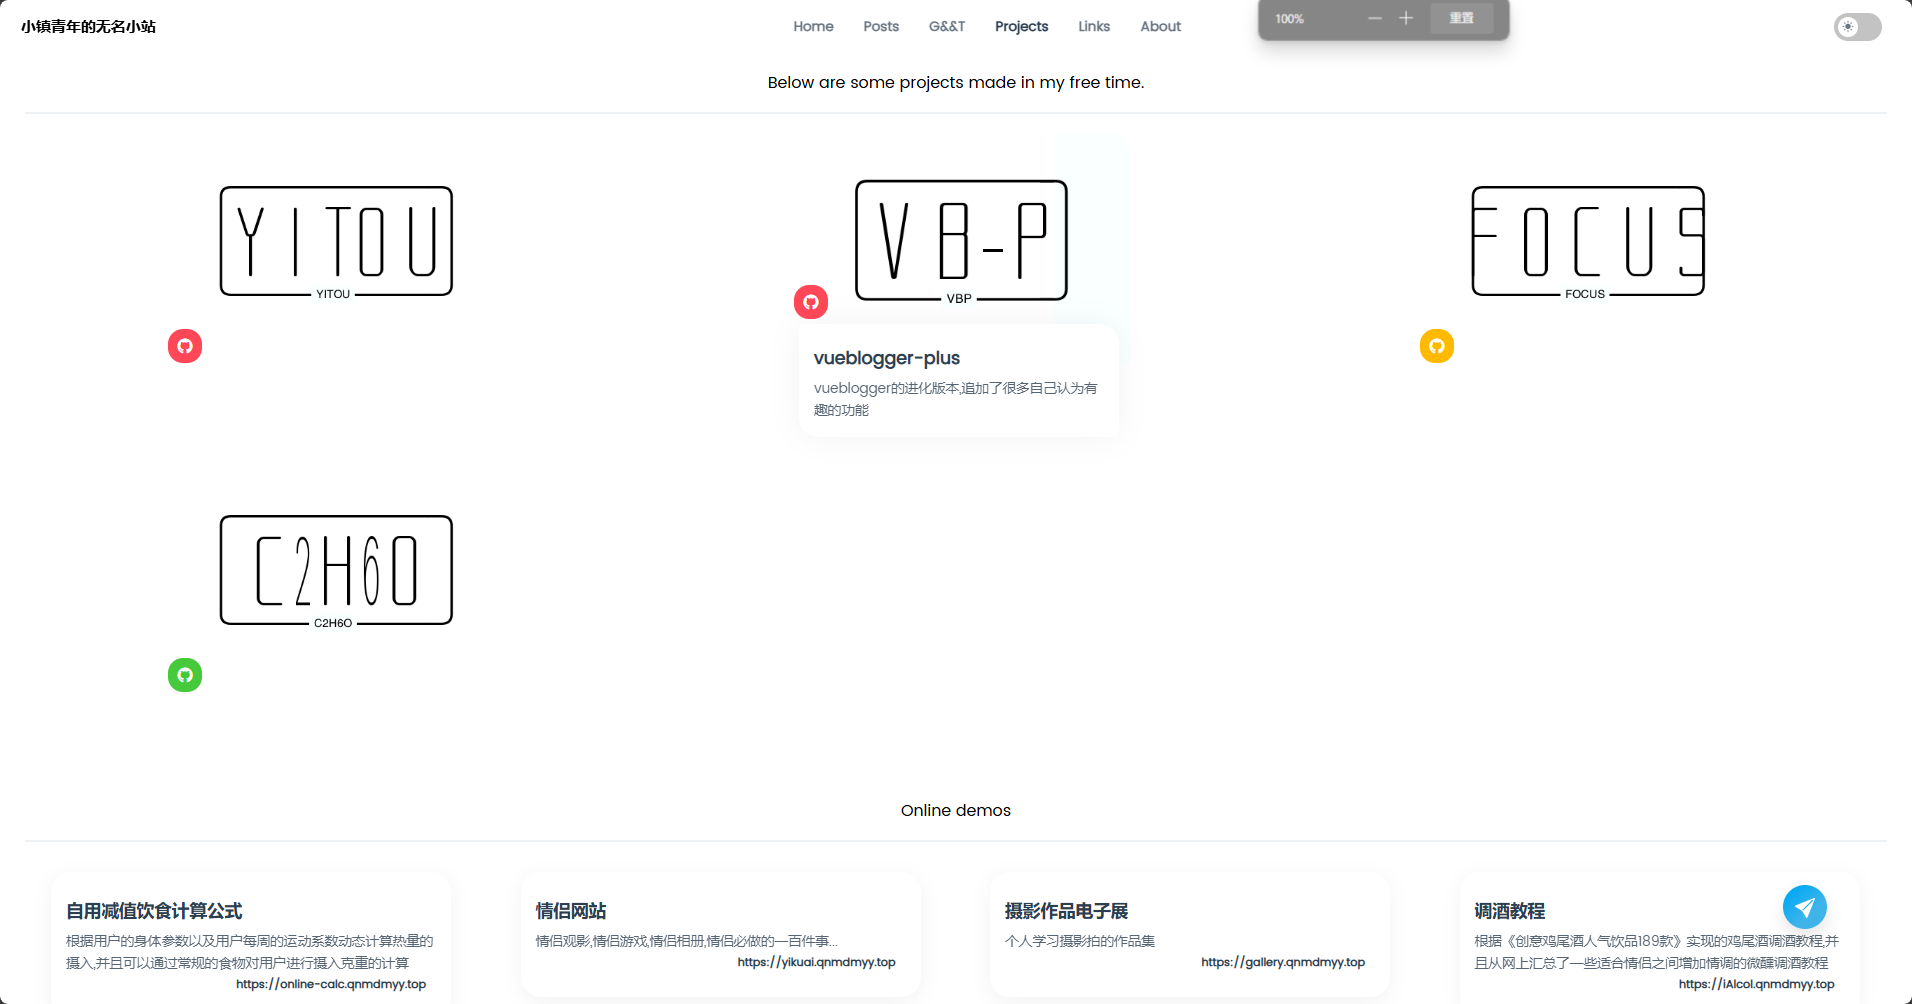 小镇青年的无名小站
Home Posts G&&T Projects Links About
100% 重置
Below are some projects made in my free time.
YITOU
YITOU
VB-P
VBP
FOCUS
FOCUS
vueblogger-plus
vueblogger的进化版本,追加了很多自己认为有
趣的功能
C2H6O
C2H6O
Online demos
自用减值饮食计算公式
根据用户的身体参数以及用户每周的运动系数动态计算热量的
摄入,并且可以通过常规的食物对用户进行摄入克重的计算
https://online-calc.qnmdmyy.top
情侣网站
情侣观影,情侣游戏,情侣相册,情侣必做的一百件事...
https://yikuai.qnmdmyy.top
摄影作品电子展
个人学习摄影拍的作品集
https://gallery.qnmdmyy.top
调酒教程
根据《创意鸡尾酒人气饮品189款》实现的鸡尾酒调酒教程,并
且从网上汇总了一些适合情侣之间增加情调的微醺调酒教程
https://iAlcol.qnmdmyy.top